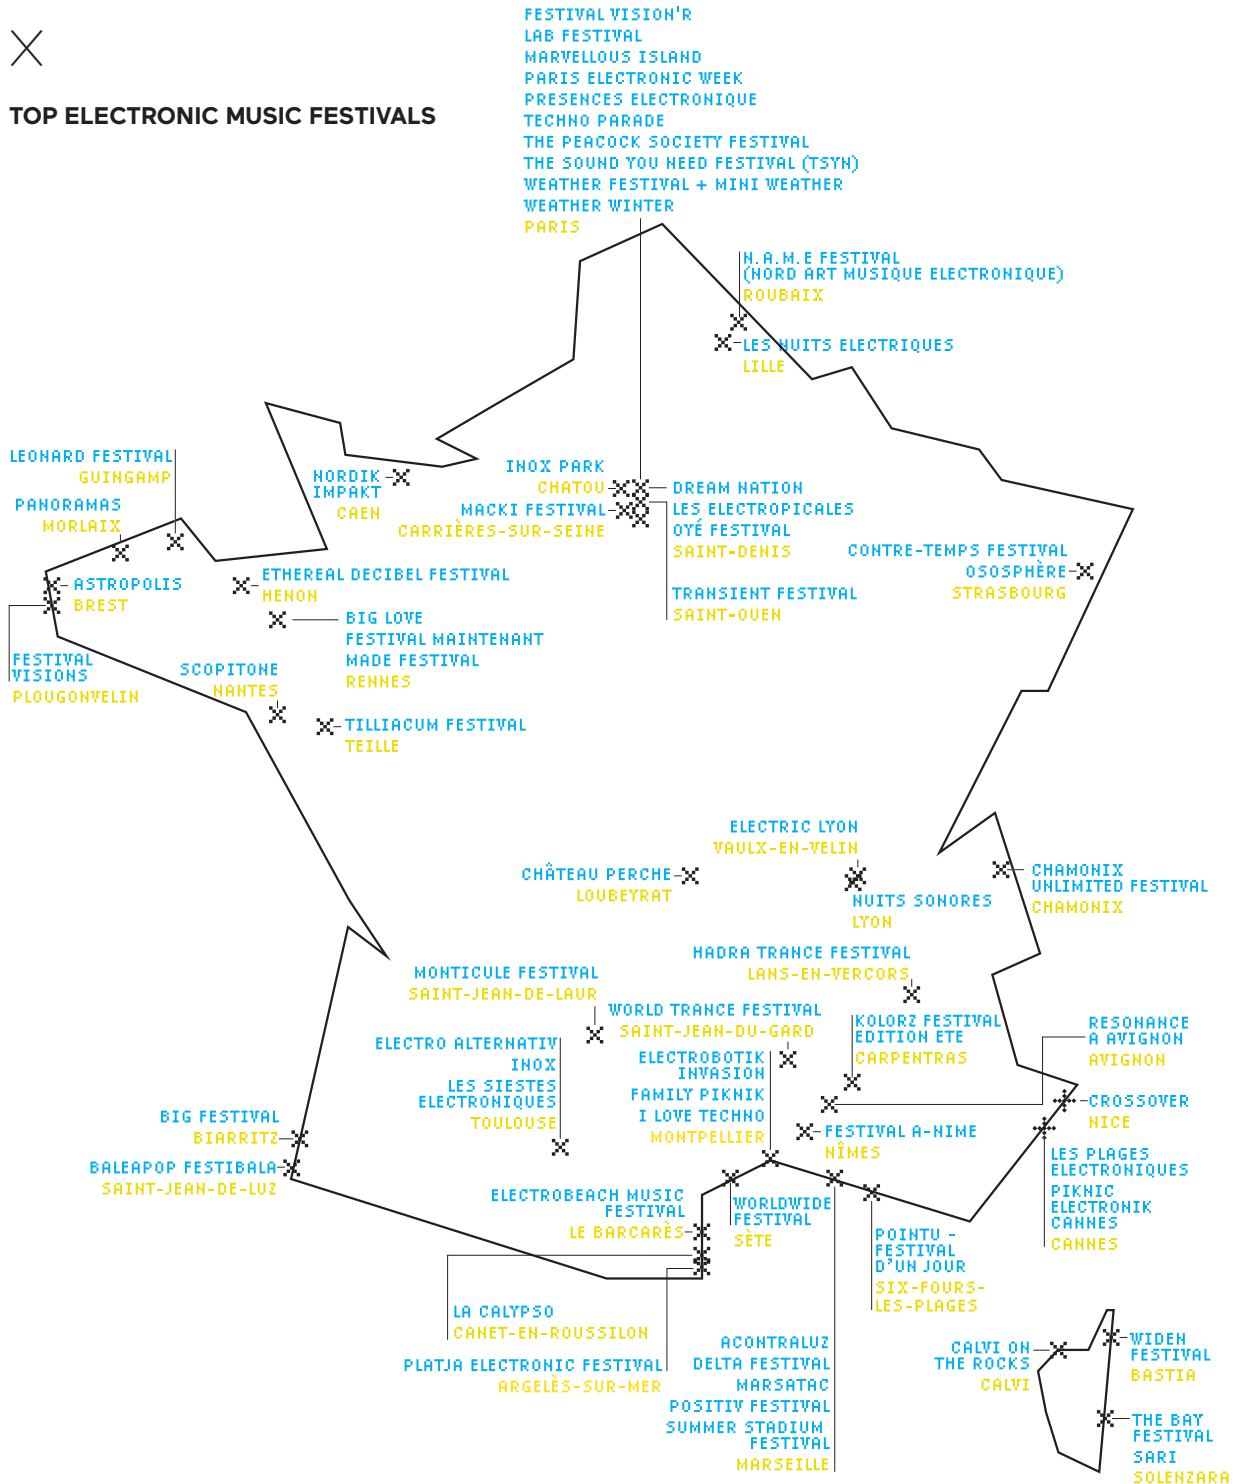 TOP ELECTRONIC MUSIC FESTIVALS
FESTIVAL VISION'R
LAB FESTIVAL
MARVELLOUS ISLAND
PARIS ELECTRONIC WEEK
PRESENCES ELECTRONIQUE
TECHNO PARADE
THE PEACOCK SOCIETY FESTIVAL
THE SOUND YOU NEED FESTIVAL (TSYN)
WEATHER FESTIVAL + MINI WEATHER
WEATHER WINTER
PARIS
N.A.M.E FESTIVAL
(NORD ART MUSIQUE ELECTRONIQUE)
ROUBAIX
LES NUITS ELECTRIQUES
LILLE
LEONARD FESTIVAL
GUINGAMP
PANORAMAS
MORLAIX
NORDIK
IMPAKT
CAEN
INOX PARK
CHATOU
MACKI FESTIVAL
CARRIÈRES-SUR-SEINE
DREAM NATION
LES ELECTROPICALES
OYÉ FESTIVAL
SAINT-DENIS
TRANSIENT FESTIVAL
SAINT-OUEN
CONTRE-TEMPS FESTIVAL
OSOSPHÈRE
STRASBOURG
ASTROPOLIS
BREST
ETHEREAL DECIBEL FESTIVAL
HENON
BIG LOVE
FESTIVAL MAINTENANT
MADE FESTIVAL
RENNES
FESTIVAL
VISIONS
PLOUGONVELIN
SCOPITONE
NANTES
TILLIACUM FESTIVAL
TEILLE
ELECTRIC LYON
VAULX-EN-VELIN
CHÂTEAU PERCHE
LOUBEYRAT
NUITS SONORES
LYON
CHAMONIX
UNLIMITED FESTIVAL
CHAMONIX
HADRA TRANCE FESTIVAL
LANS-EN-VERCORS
MONTICULE FESTIVAL
SAINT-JEAN-DE-LAUR
WORLD TRANCE FESTIVAL
SAINT-JEAN-DU-GARD
KOLORZ FESTIVAL
EDITION ETE
CARPENTRAS
RESONANCE
A AVIGNON
AVIGNON
ELECTRO ALTERNATIV
INOX
LES SIESTES
ELECTRONIQUES
TOULOUSE
ELECTROBOTIK
INVASION
FAMILY PIKNIK
I LOVE TECHNO
MONTPELLIER
CROSSOVER
NICE
FESTIVAL A-NIME
NÎMES
BIG FESTIVAL
BIARRITZ
BALEAPOP FESTIBALA
SAINT-JEAN-DE-LUZ
LES PLAGES
ELECTRONIQUES
PIKNIC
ELECTRONIK
CANNES
CANNES
ELECTROBEACH MUSIC
FESTIVAL
LE BARCARÈS
WORLDWIDE
FESTIVAL
SÈTE
POINTU -
FESTIVAL
D'UN JOUR
SIX-FOURS-
LES-PLAGES
LA CALYPSO
CANET-EN-ROUSSILON
PLATJA ELECTRONIC FESTIVAL
ARGELÈS-SUR-MER
ACONTRALUZ
DELTA FESTIVAL
MARSATAC
POSITIV FESTIVAL
SUMMER STADIUM
FESTIVAL
MARSEILLE
CALVI ON
THE ROCKS
CALVI
WIDEN
FESTIVAL
BASTIA
THE BAY
FESTIVAL
SARI
SOLENZARA